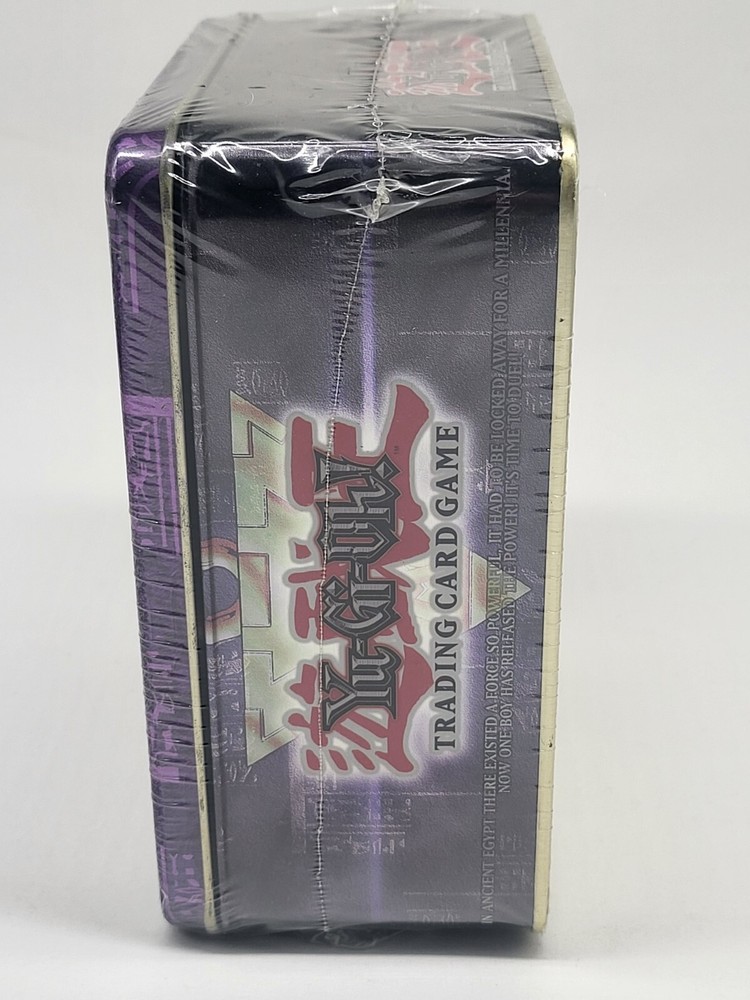 Yu-Gi-Oh!
™
TRADING CARD GAME
IN ANCIENT EGYPT THERE EXISTED A FORCE SO POWERFUL, IT HAD TO BE LOCKED AWAY FOR A MILLENNIA.
NOW ONE BOY HAS RELEASED THE POWER! IT'S TIME TO DUEL!